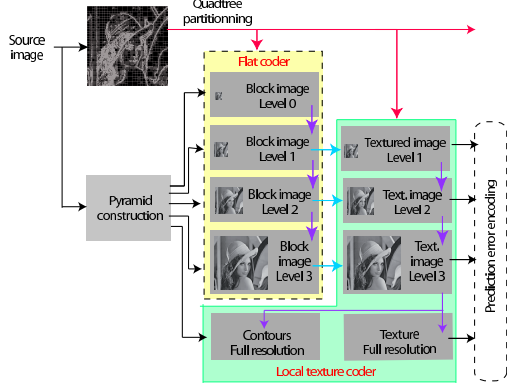 Quadtree
partitionning
Source
image
Flat coder
Block image
Level 0
Block image
Level 1
Textured image
Level 1
Pyramid
construction
Block image
Level 2
Text. image
Level 2
Block
image
Level 3
Text.
image
Level 3
Prediction error encoding
Contours
Full resolution
Texture
Full resolution
Local texture coder